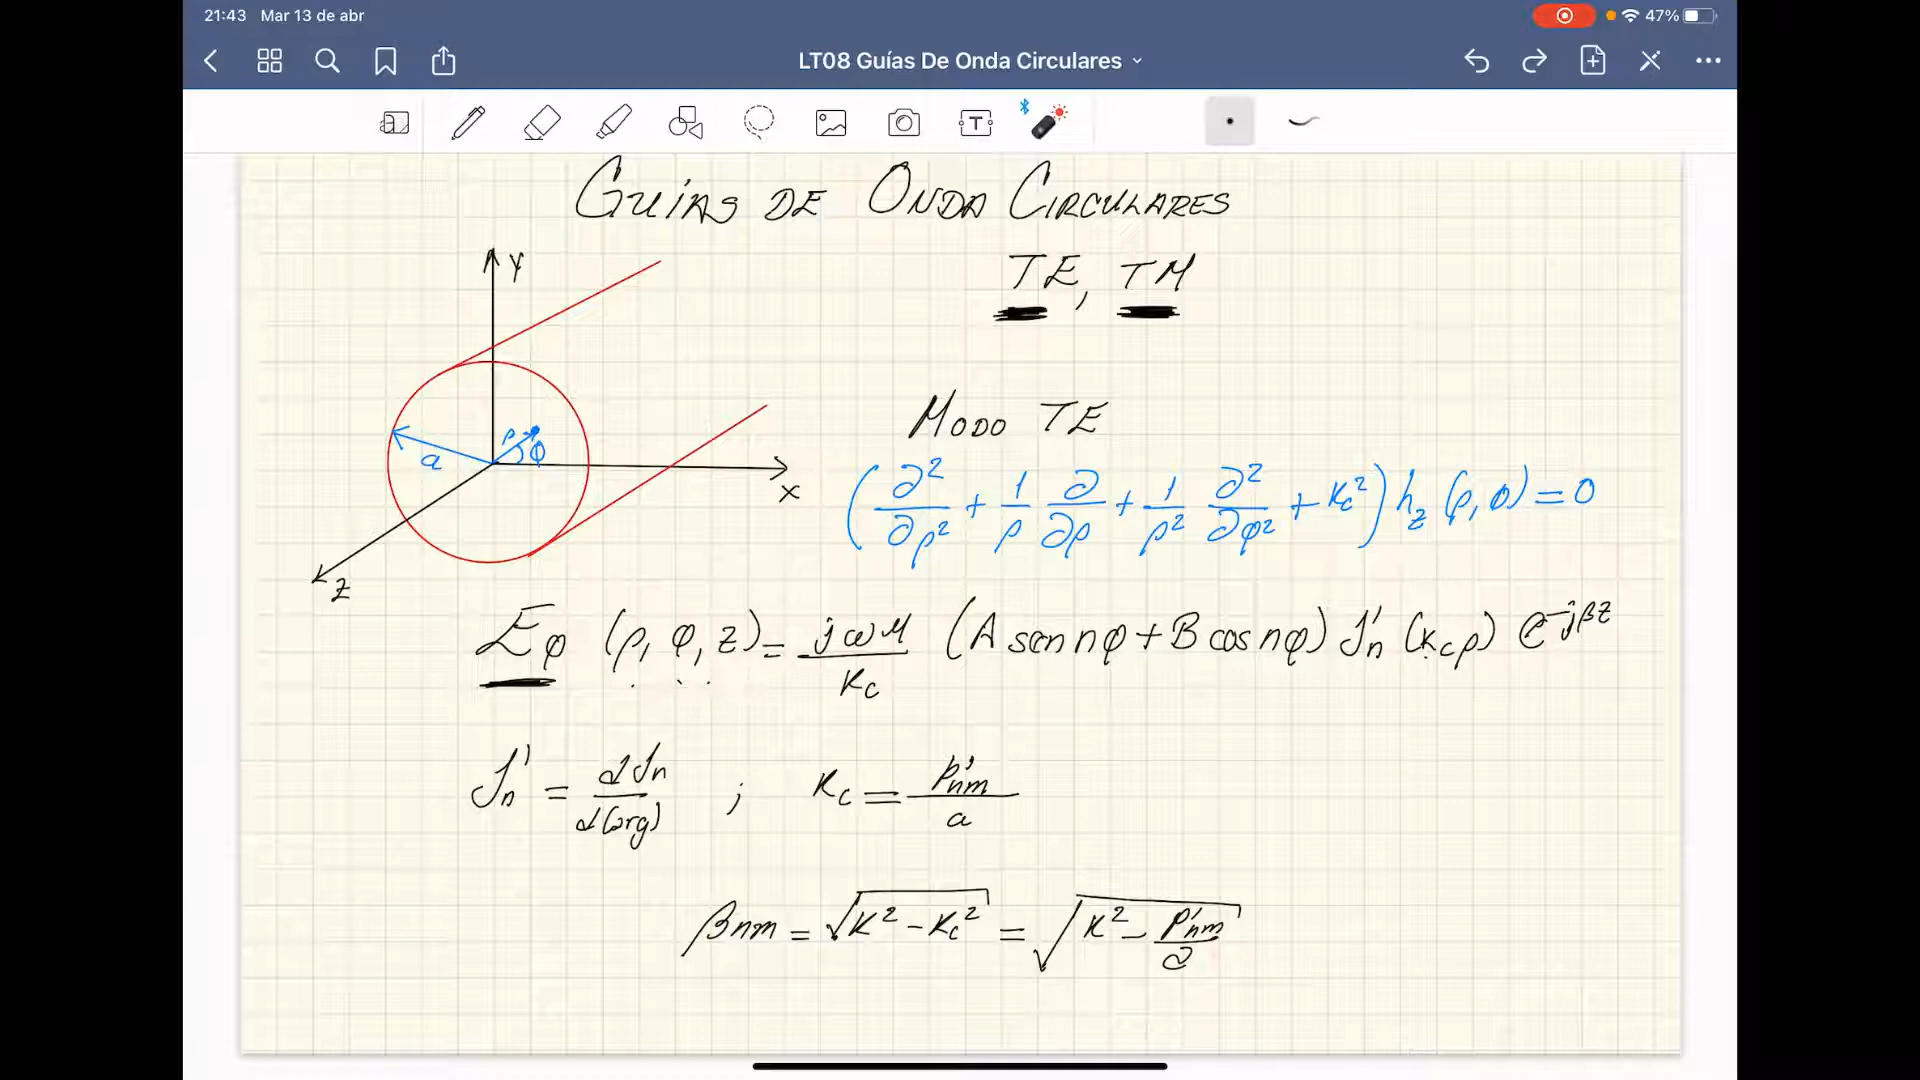 21:43 Mar 13 de abr 47%
LT08 Guías De Onda Circulares
GUÍAS DE ONDA CIRCULARES
y
TE, TM
MODO TE
a ρ ϕ
x
(∂²/∂ρ² + 1/ρ ∂/∂ρ + 1/ρ² ∂²/∂φ² + Kc²) hz (ρ, φ) = 0
z
Eφ (ρ, φ, z) = jωμ/Kc (A sen nφ + B cos nφ) J'n (Kcρ) e^-jβz
J'n = dJn/d(arg) ; Kc = p'nm/a
βnm = √(K² - Kc²) = √(K² - p'nm/a)